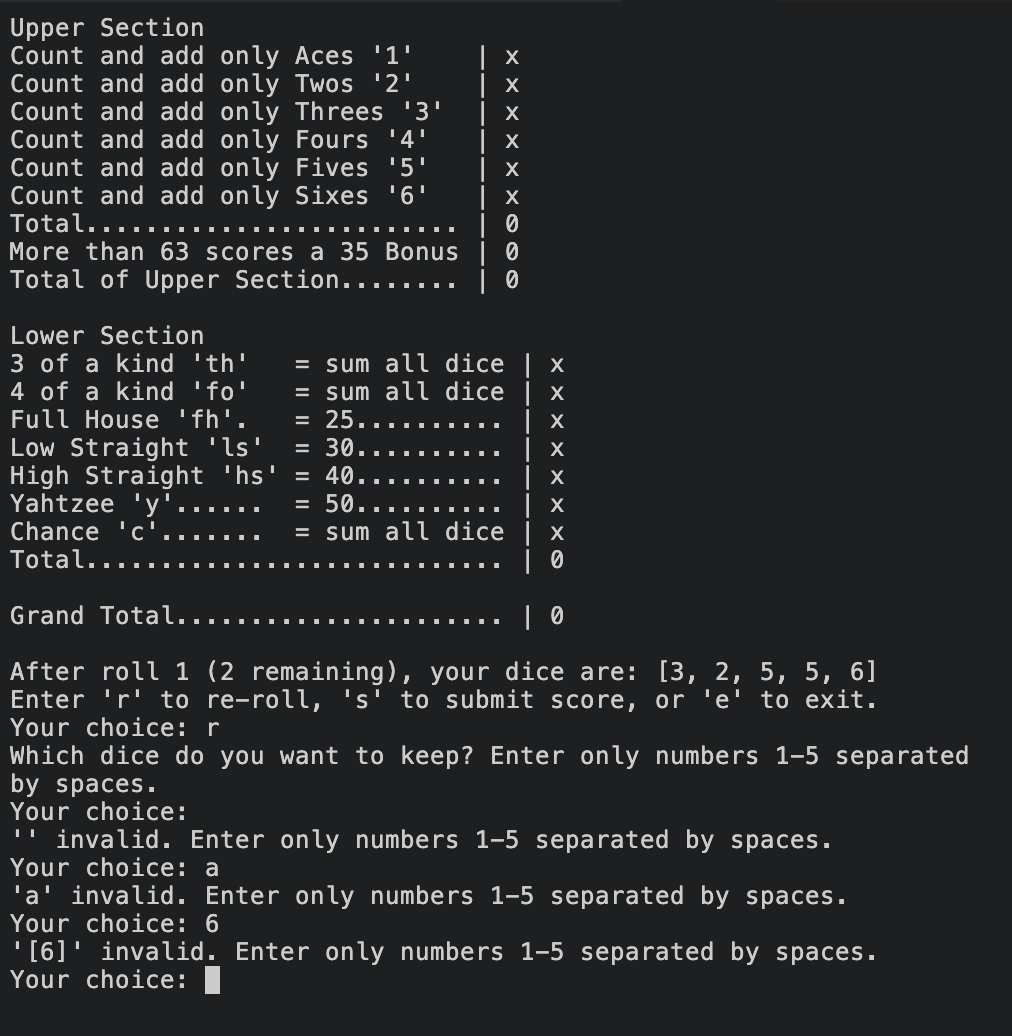 Upper Section
Count and add only Aces '1'    | x
Count and add only Twos '2'    | x
Count and add only Threes '3'  | x
Count and add only Fours '4'   | x
Count and add only Fives '5'   | x
Count and add only Sixes '6'   | x
Total......................... | 0
More than 63 scores a 35 Bonus | 0
Total of Upper Section........ | 0

Lower Section
3 of a kind 'th'   = sum all dice | x
4 of a kind 'fo'   = sum all dice | x
Full House 'fh'.   = 25.......... | x
Low Straight 'ls'  = 30.......... | x
High Straight 'hs' = 40.......... | x
Yahtzee 'y'......  = 50.......... | x
Chance 'c'.......  = sum all dice | x
Total............................ | 0

Grand Total...................... | 0

After roll 1 (2 remaining), your dice are: [3, 2, 5, 5, 6]
Enter 'r' to re-roll, 's' to submit score, or 'e' to exit.
Your choice: r
Which dice do you want to keep? Enter only numbers 1-5 separated
by spaces.
Your choice:
'' invalid. Enter only numbers 1-5 separated by spaces.
Your choice: a
'a' invalid. Enter only numbers 1-5 separated by spaces.
Your choice: 6
'[6]' invalid. Enter only numbers 1-5 separated by spaces.
Your choice: